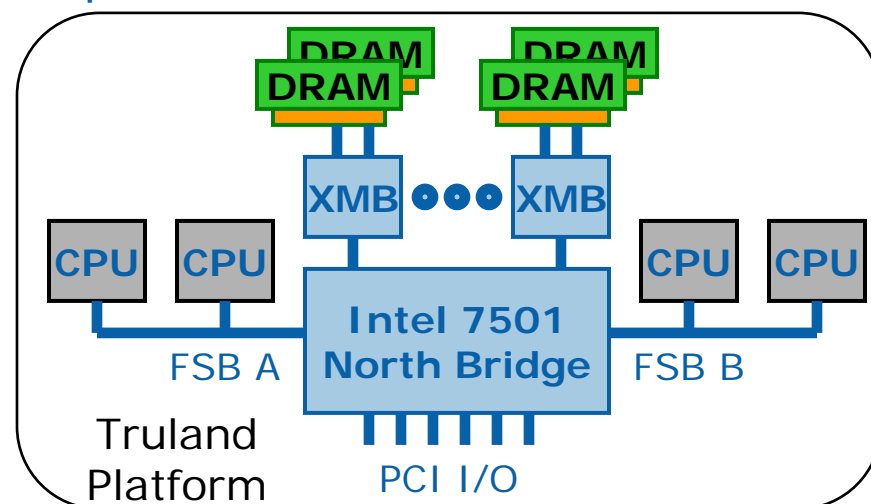 DRAM
DRAM
DRAM
DRAM
XMB
XMB
CPU
CPU
CPU
CPU
Intel 7501
North Bridge
FSB A
FSB B
Truland
Platform
PCI I/O